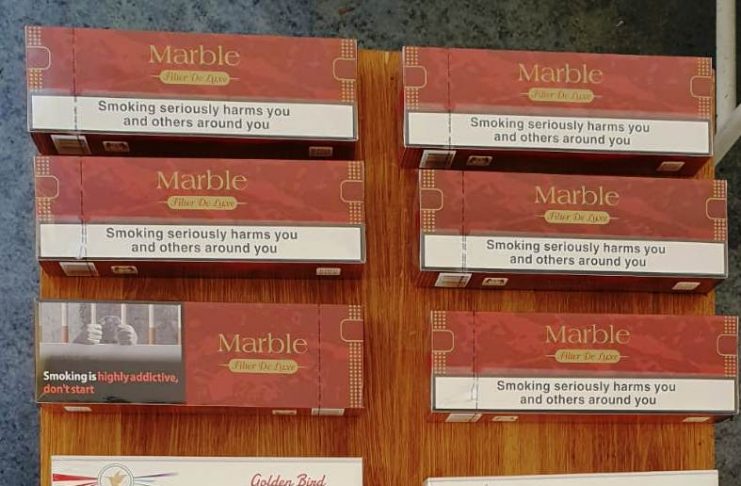 Marble
Filter De Luxe
Smoking seriously harms you
and others around you
Marble
Filter De Luxe
Smoking seriously harms you
and others around you
Marble
Filter De Luxe
Smoking seriously harms you
and others around you
Marble
Filter De Luxe
Smoking seriously harms you
and others around you
Smoking is highly addictive,
don't start
Marble
Filter De Luxe
Marble
Filter De Luxe
Smoking seriously harms you
and others around you
Golden Bird